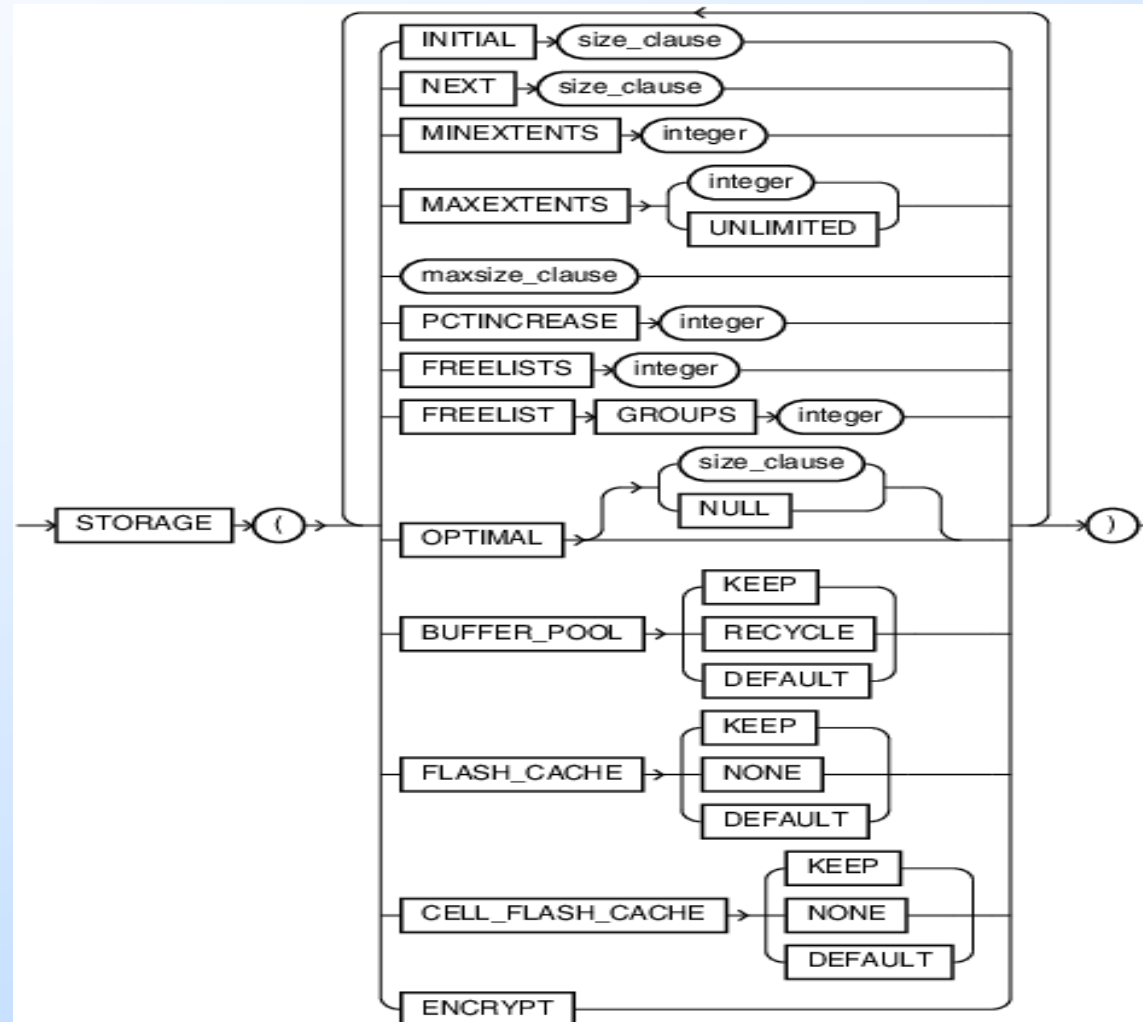 INITIAL size_clause
NEXT size_clause
MINEXTENTS integer
integer
MAXEXTENTS
UNLIMITED
maxsize_clause
PCTINCREASE integer
FREELISTS integer
FREELIST GROUPS integer
size_clause
NULL
STORAGE ( )
OPTIMAL
KEEP
BUFFER_POOL RECYCLE
DEFAULT
KEEP
FLASH_CACHE NONE
DEFAULT
KEEP
CELL_FLASH_CACHE NONE
DEFAULT
ENCRYPT